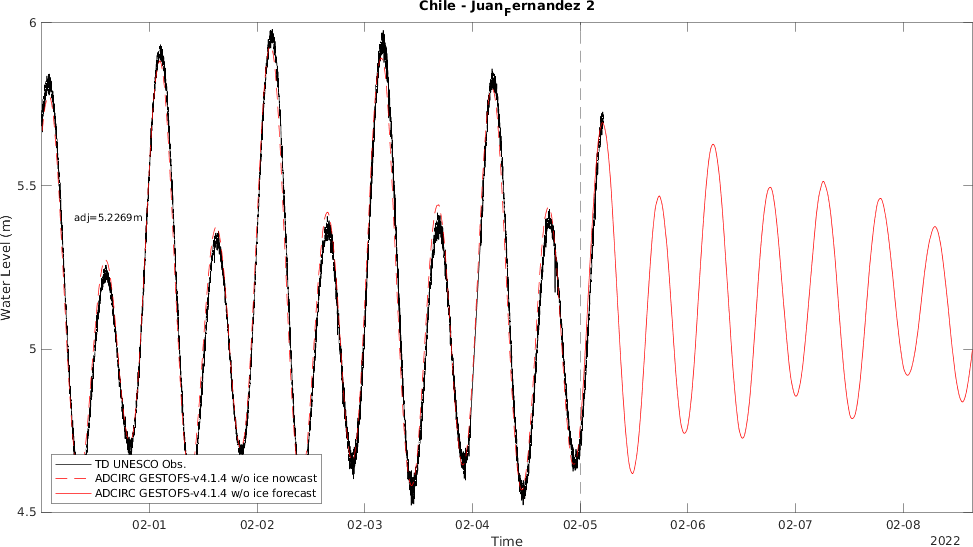 Chile - Juan_Fernandez 2
6
5.5
5
4.5
Water Level (m)
adj=5.2269m
TD UNESCO Obs.
ADCIRC GESTOFS-v4.1.4 w/o ice nowcast
ADCIRC GESTOFS-v4.1.4 w/o ice forecast
02-01 02-02 02-03 02-04 02-05 02-06 02-07 02-08
Time
2022